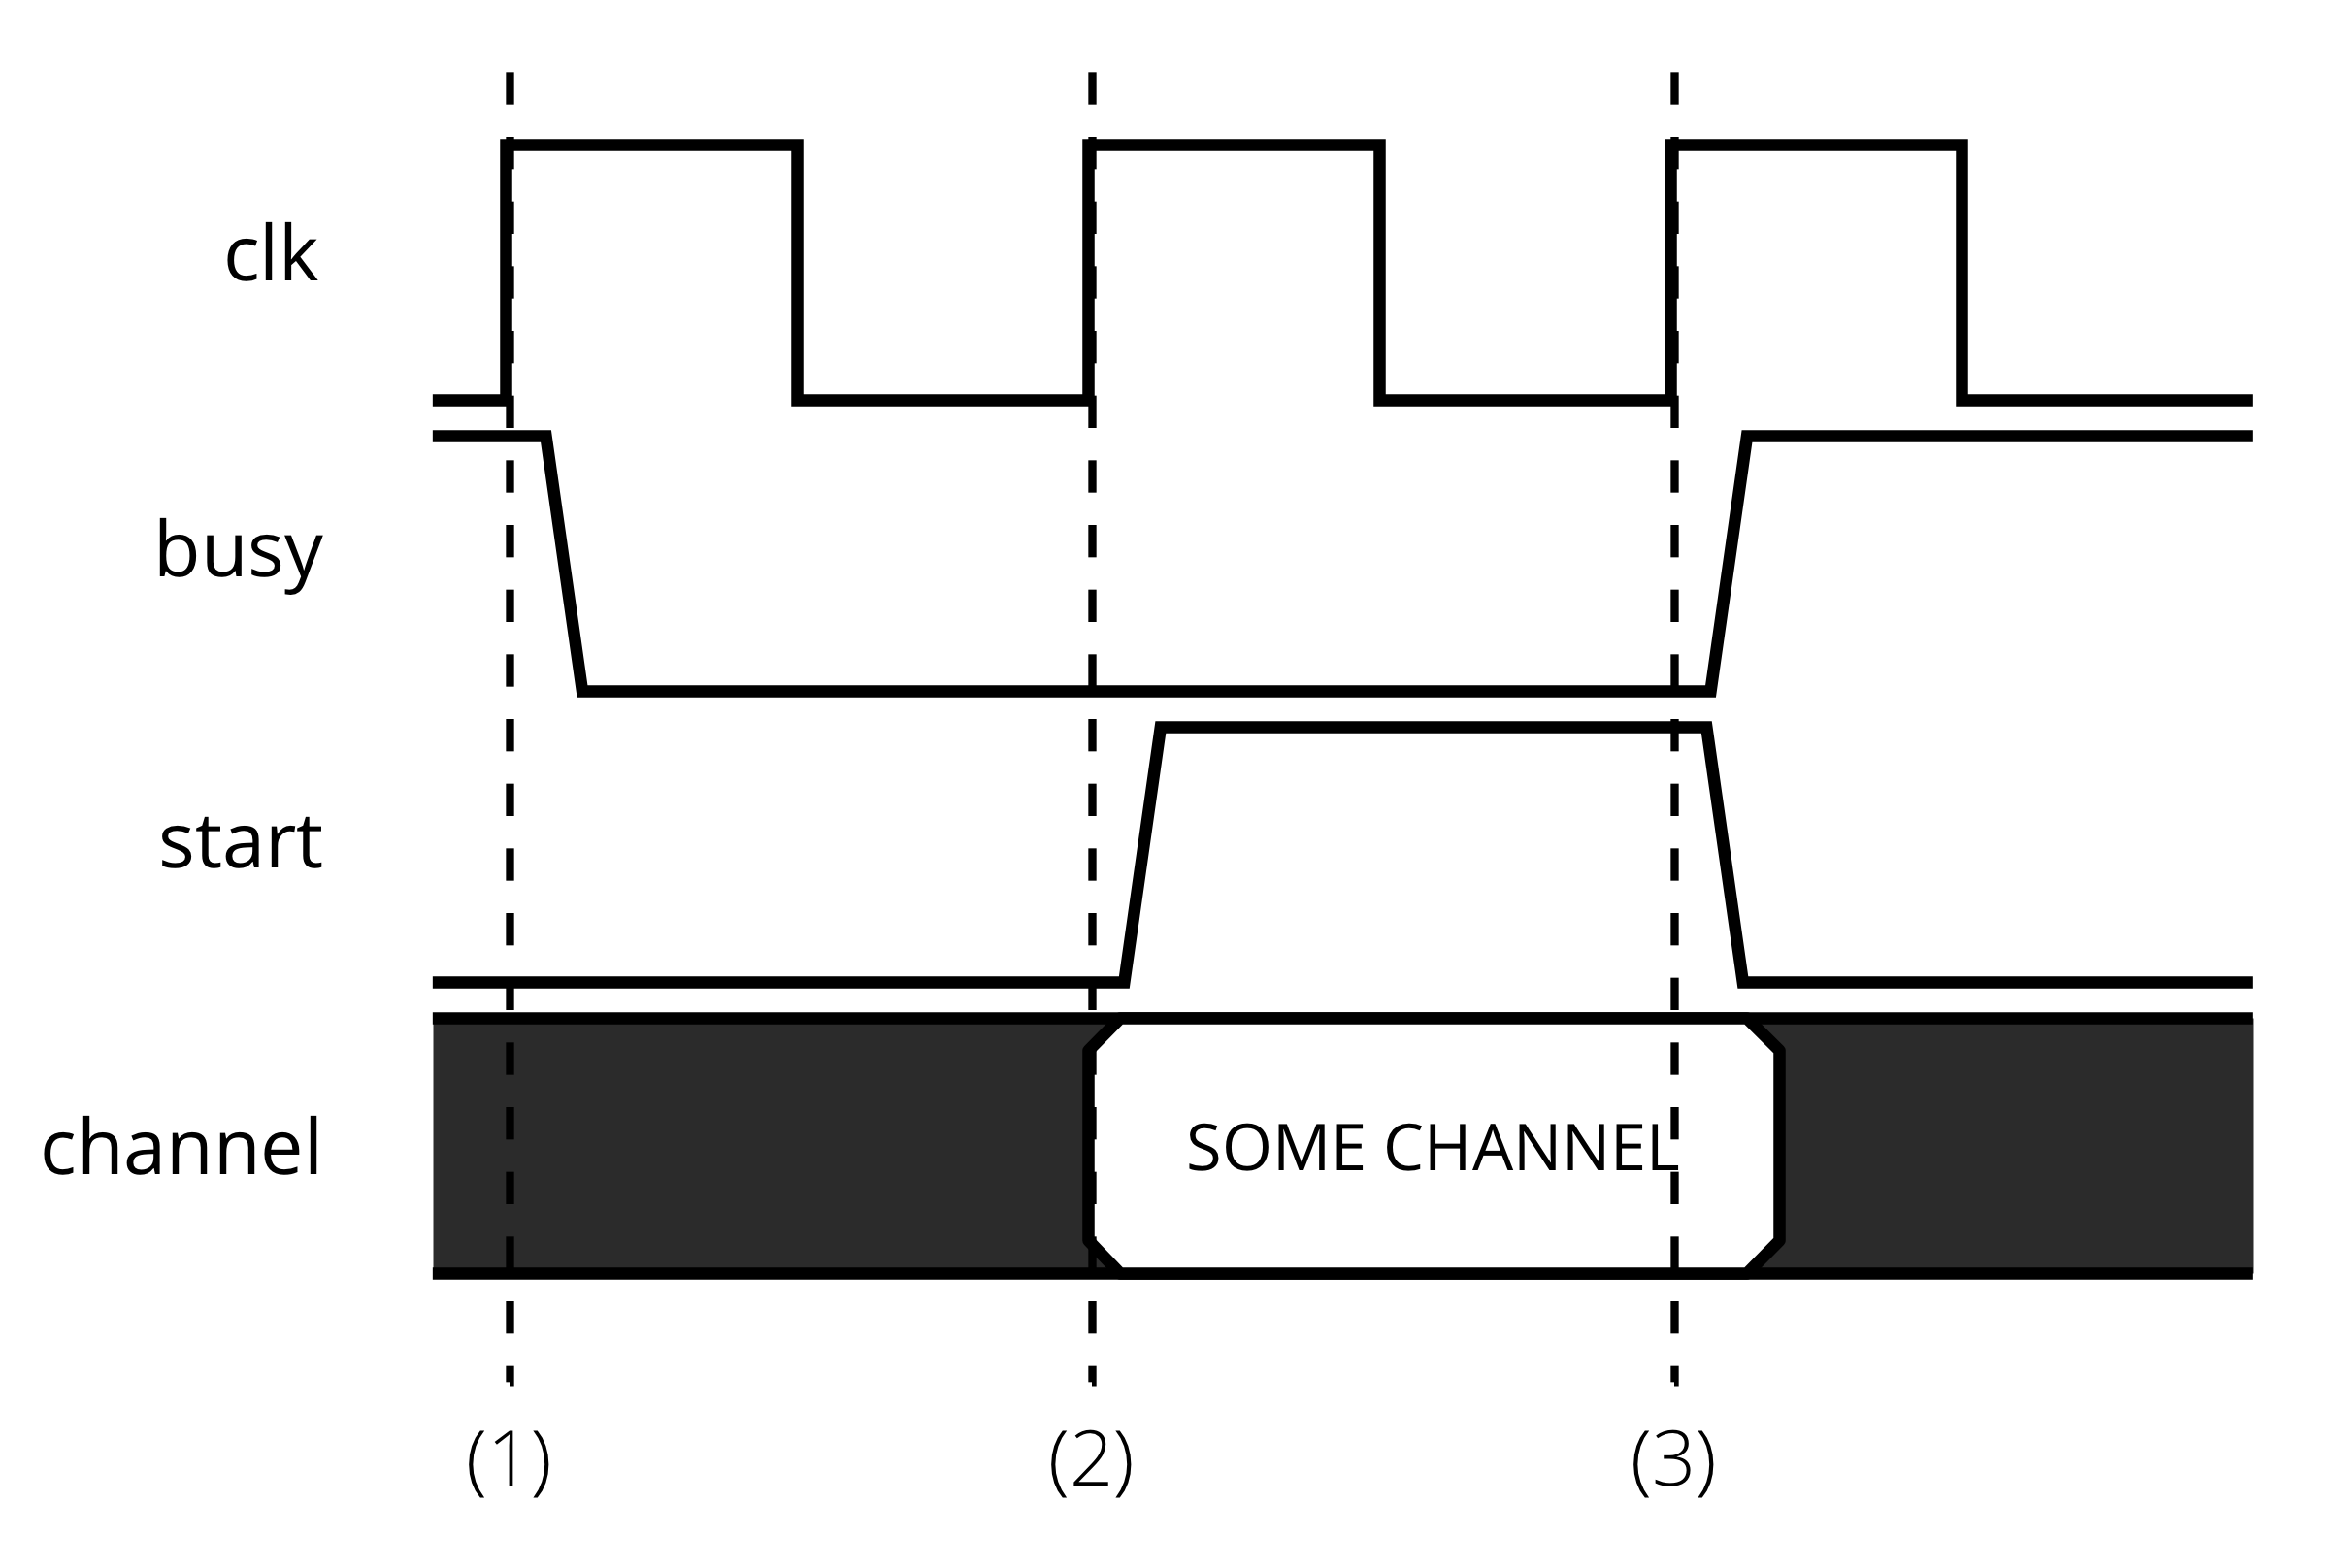 clk
busy
start
channel
SOME CHANNEL
(1)
(2)
(3)